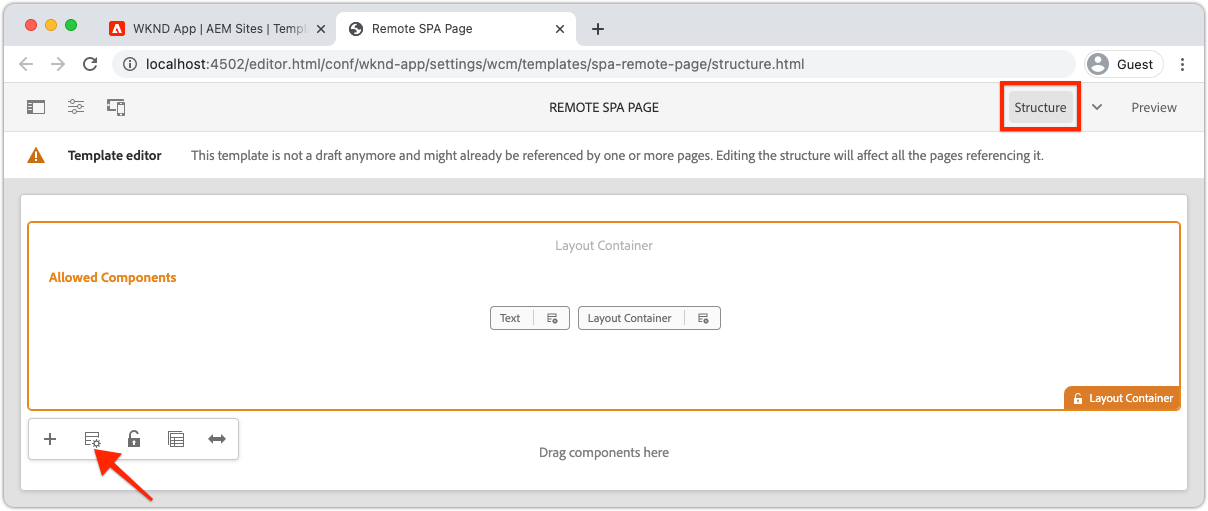 WKND App | AEM Sites | Templ
Remote SPA Page
localhost:4502/editor.html/conf/wknd-app/settings/wcm/templates/spa-remote-page/structure.html
Guest
REMOTE SPA PAGE
Structure
Preview
Template editor
This template is not a draft anymore and might already be referenced by one or more pages. Editing the structure will affect all the pages referencing it.
Layout Container
Allowed Components
Text
Layout Container
Layout Container
Drag components here